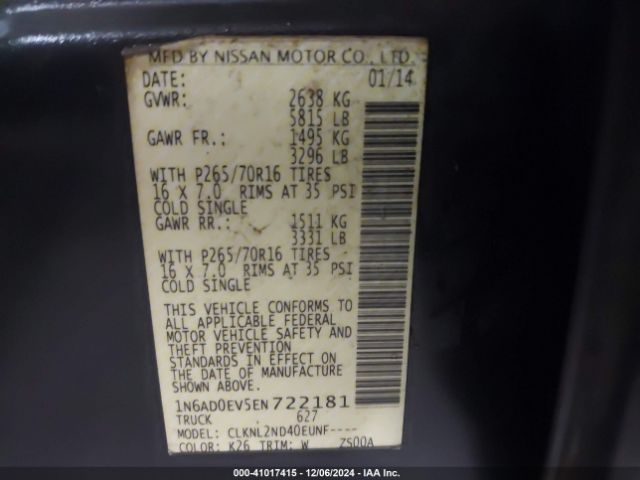 MFD BY NISSAN MOTOR CO., LTD.
DATE: 01/14
GVWR: 2638 KG
5815 LB
GAWR FR.: 1495 KG
3296 LB
WITH P265/70R16 TIRES
16 X 7.0 RIMS AT 35 PSI
COLD SINGLE
GAWR RR.: 1511 KG
3331 LB
WITH P265/70R16 TIRES
16 X 7.0 RIMS AT 35 PSI
COLD SINGLE
THIS VEHICLE CONFORMS TO
ALL APPLICABLE FEDERAL
MOTOR VEHICLE SAFETY AND
THEFT PREVENTION
STANDARDS IN EFFECT ON
THE DATE OF MANUFACTURE
SHOWN ABOVE.
1N6AD0EV5EN722181
TRUCK 627
MODEL: CLKNL2ND40EUNF----
COLOR: K26 TRIM: W ZS00A
000-41017415 - 12/06/2024 - IAA Inc.